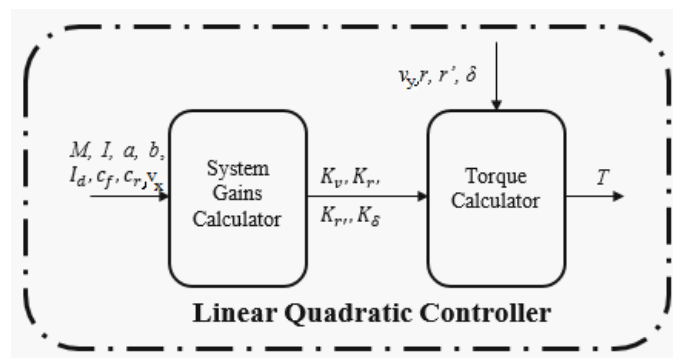 v_y,r, r', δ
M, I, a, b,
I_d, c_f, c_r,v_x
System
Gains
Calculator
K_v, K_r,
K_r', K_δ
Torque
Calculator
T
Linear Quadratic Controller